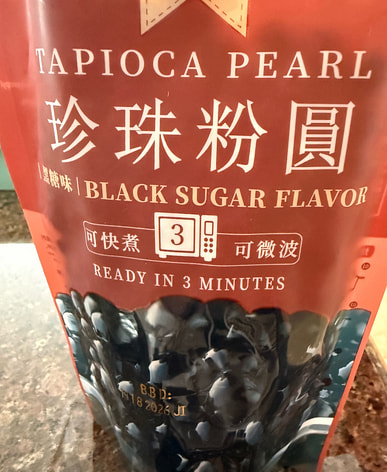 TAPIOCA PEARL
珍珠粉圓
黑糖味 | BLACK SUGAR FLAVOR
可快煮 3 可微波
READY IN 3 MINUTES
BBD: